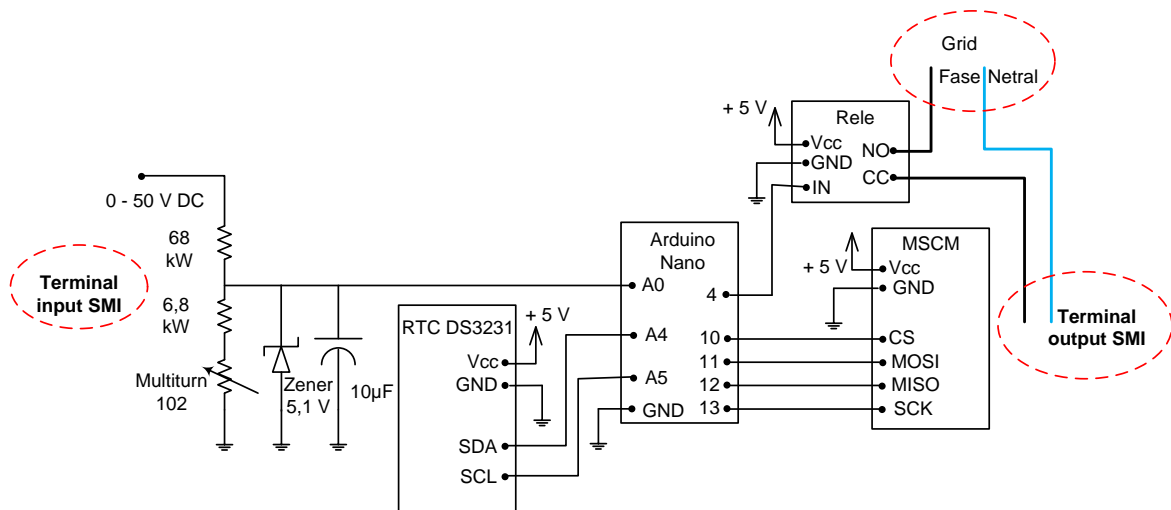 Grid
Fase Netral
+ 5 V
Rele
Vcc
GND
IN
NO
CC
0 - 50 V DC
68
kW
Terminal
input SMI
6,8
kW
Multiturn
102
Zener
5,1 V
10µF
RTC DS3231
+ 5 V
Vcc
GND
SDA
SCL
Arduino
Nano
A0
4
A4
10
A5
11
12
GND
13
MSCM
+ 5 V
Vcc
GND
CS
MOSI
MISO
SCK
Terminal
output SMI